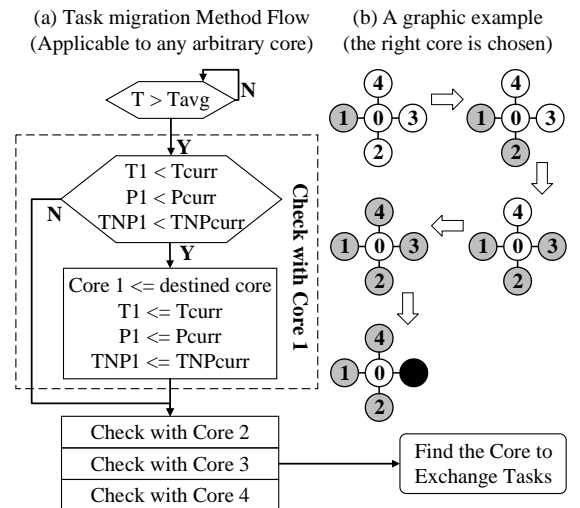 (a) Task migration Method Flow
(Applicable to any arbitrary core)
T > Tavg
N
Y
T1 < Tcurr
P1 < Pcurr
TNP1 < TNPcurr
N
Y
Core 1 <= destined core
T1 <= Tcurr
P1 <= Pcurr
TNP1 <= TNPcurr
Check with Core 1
Check with Core 2
Check with Core 3
Check with Core 4
Find the Core to
Exchange Tasks
(b) A graphic example
(the right core is chosen)
4
1 0 3
2
4
1 0 3
2
4
1 0 3
2
4
1 0 3
2
4
1 0
2